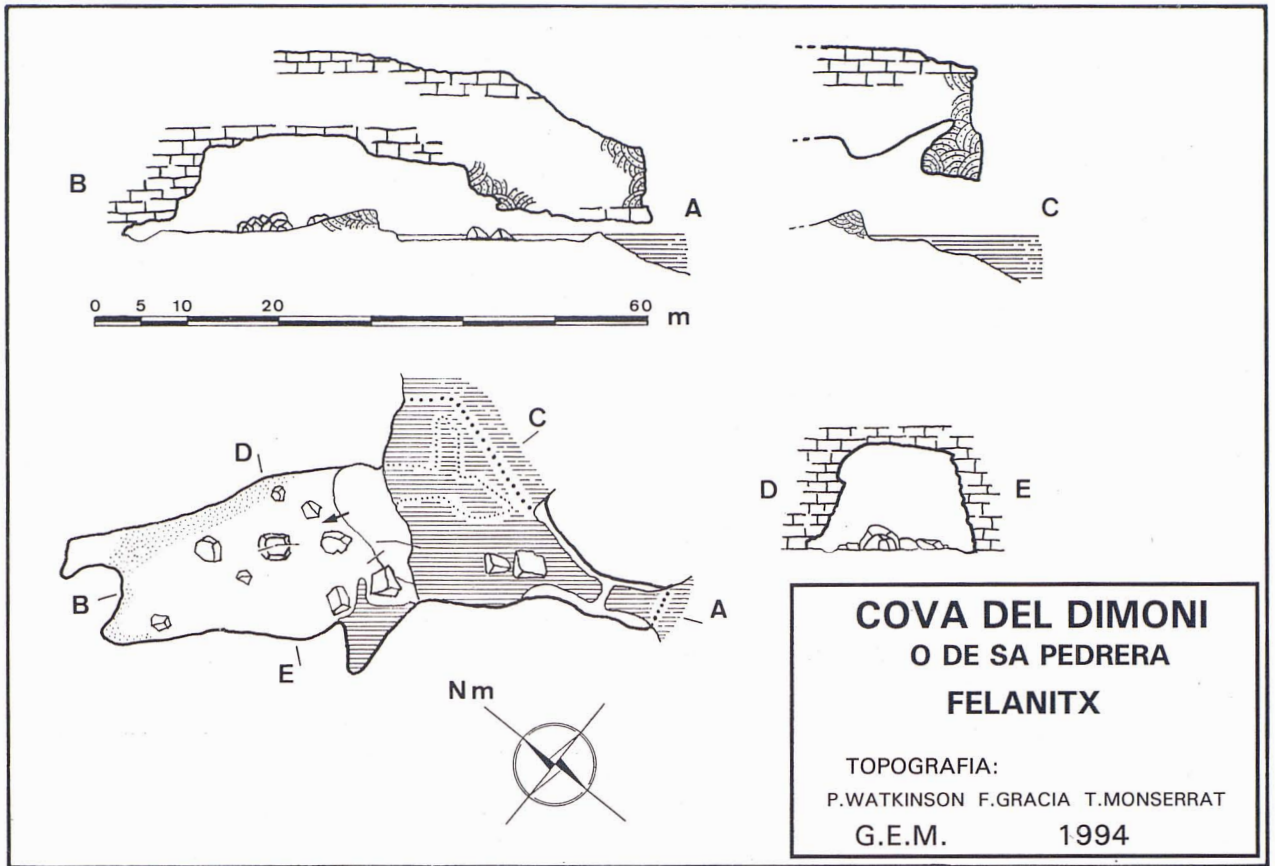 B
A
C
0 5 10 20 60 m
D
C
B
E
A
D
E
Nm
COVA DEL DIMONI
O DE SA PEDRERA
FELANITX
TOPOGRAFIA:
P.WATKINSON F.GRACIA T.MONSERRAT
G.E.M. 1994